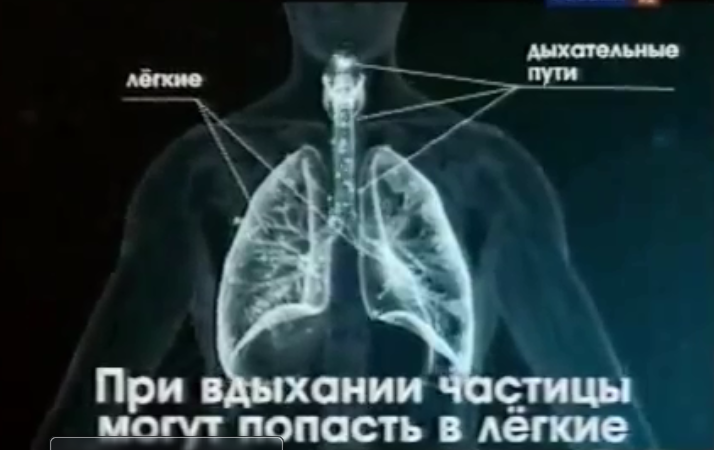 дыхательные
пути
лёгкие
При вдыхании частицы
могут попасть в лёгкие